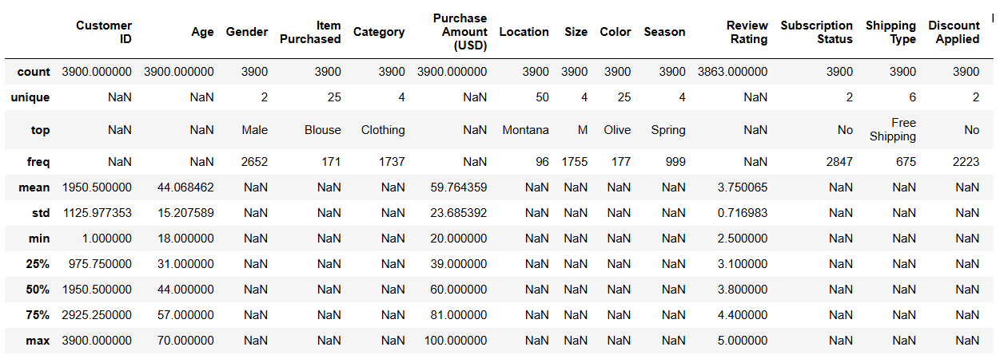 Customer ID Age Gender Item Purchased Category Purchase Amount (USD) Location Size Color Season Review Rating Subscription Status Shipping Type Discount Applied
count 3900.000000 3900.000000 3900 3900 3900 3900.000000 3900 3900 3900 3900 3863.000000 3900 3900 3900
unique NaN NaN 2 25 4 NaN 50 4 25 4 NaN 2 6 2
top NaN NaN Male Blouse Clothing NaN Montana M Olive Spring NaN No Free Shipping No
freq NaN NaN 2652 171 1737 NaN 96 1755 177 999 NaN 2847 675 2223
mean 1950.500000 44.068462 NaN NaN NaN 59.764359 NaN NaN NaN NaN 3.750065 NaN NaN NaN
std 1125.977353 15.207589 NaN NaN NaN 23.685392 NaN NaN NaN NaN 0.716983 NaN NaN NaN
min 1.000000 18.000000 NaN NaN NaN 20.000000 NaN NaN NaN NaN 2.500000 NaN NaN NaN
25% 975.750000 31.000000 NaN NaN NaN 39.000000 NaN NaN NaN NaN 3.100000 NaN NaN NaN
50% 1950.500000 44.000000 NaN NaN NaN 60.000000 NaN NaN NaN NaN 3.800000 NaN NaN NaN
75% 2925.250000 57.000000 NaN NaN NaN 81.000000 NaN NaN NaN NaN 4.400000 NaN NaN NaN
max 3900.000000 70.000000 NaN NaN NaN 100.000000 NaN NaN NaN NaN 5.000000 NaN NaN NaN